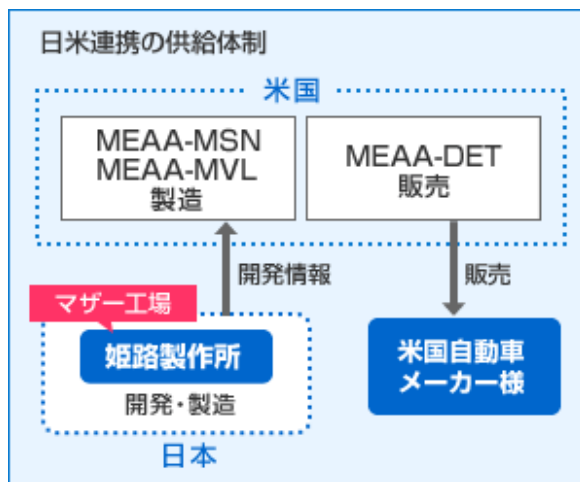 日米連携の供給体制
米国
MEAA-MSN
MEAA-MVL
製造
MEAA-DET
販売
開発情報
販売
マザー工場
姫路製作所
開発・製造
日本
米国自動車
メーカー様